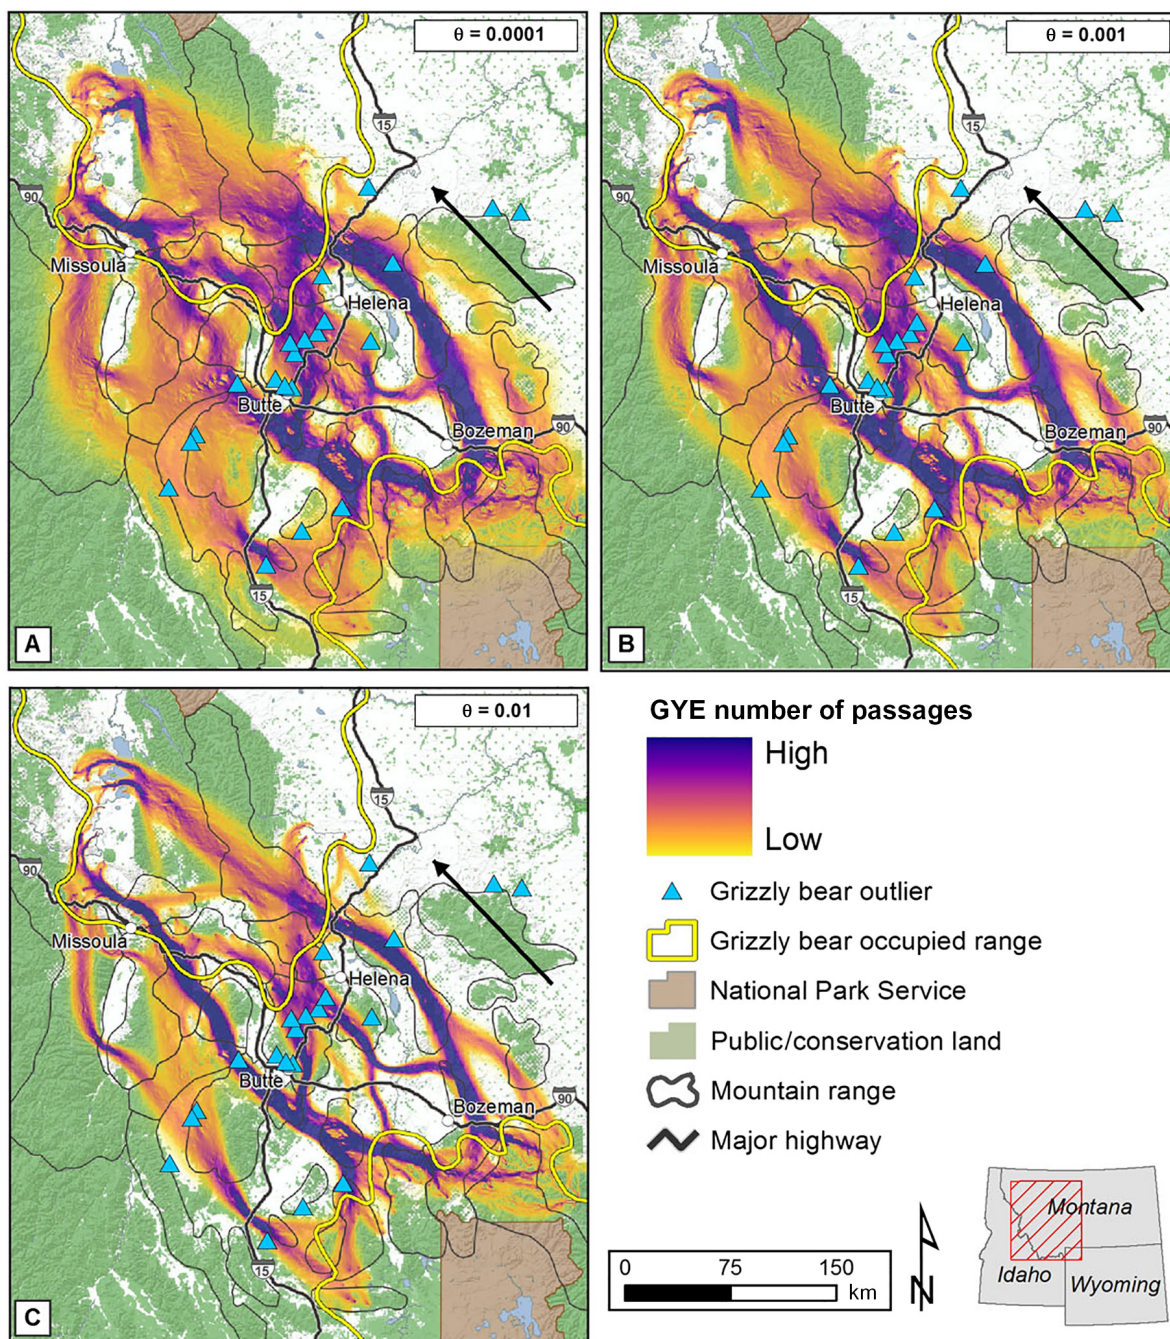 θ = 0.0001
15
90
Missoula
Helena
Butte
Bozeman
90
15
A
θ = 0.001
15
90
Missoula
Helena
Butte
Bozeman
90
15
B
θ = 0.01
15
90
Missoula
Helena
Butte
Bozeman
90
15
C
GYE number of passages
High
Low
Grizzly bear outlier
Grizzly bear occupied range
National Park Service
Public/conservation land
Mountain range
Major highway
0 75 150
km
N
Montana
Idaho
Wyoming